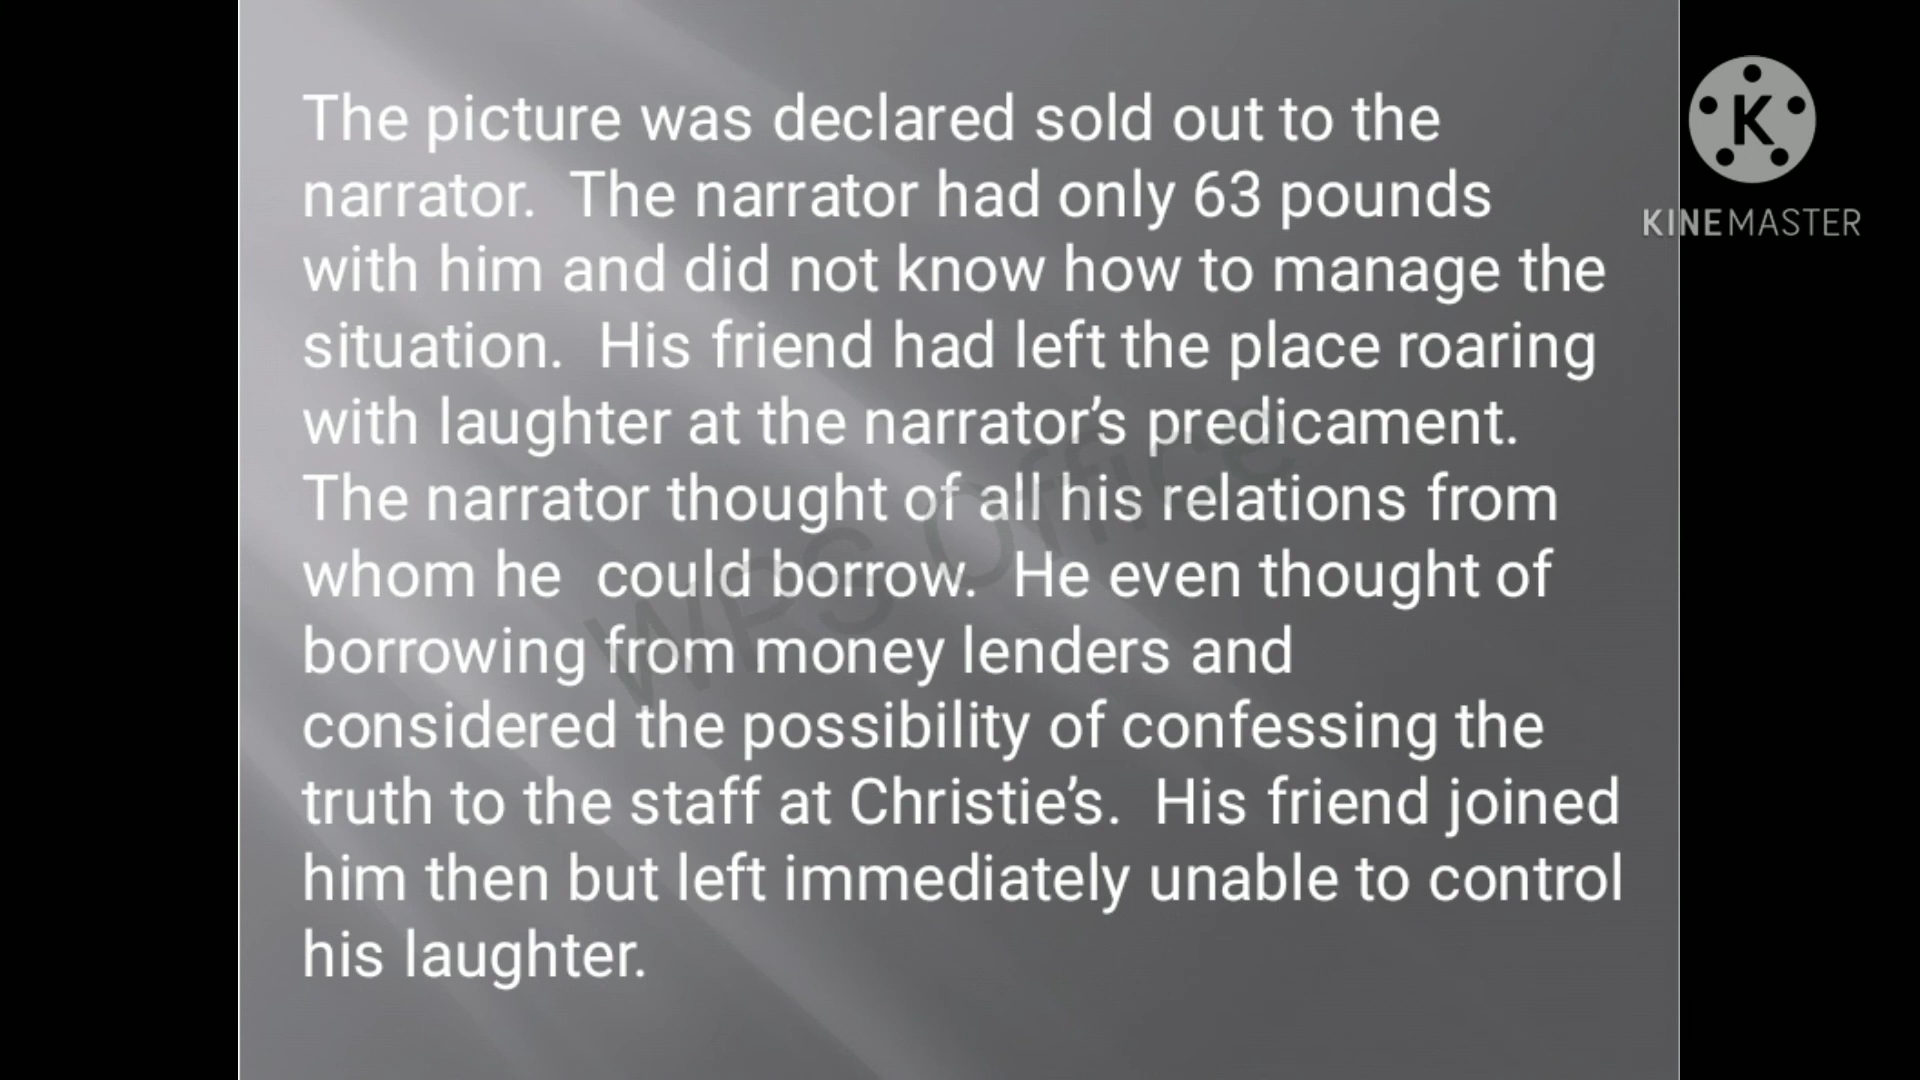 The picture was declared sold out to the
narrator.  The narrator had only 63 pounds
with him and did not know how to manage the
situation.  His friend had left the place roaring
with laughter at the narrator’s predicament.
The narrator thought of all his relations from
whom he  could borrow.  He even thought of
borrowing from money lenders and
considered the possibility of confessing the
truth to the staff at Christie’s.  His friend joined
him then but left immediately unable to control
his laughter.
WPS Office
K
KINEMASTER